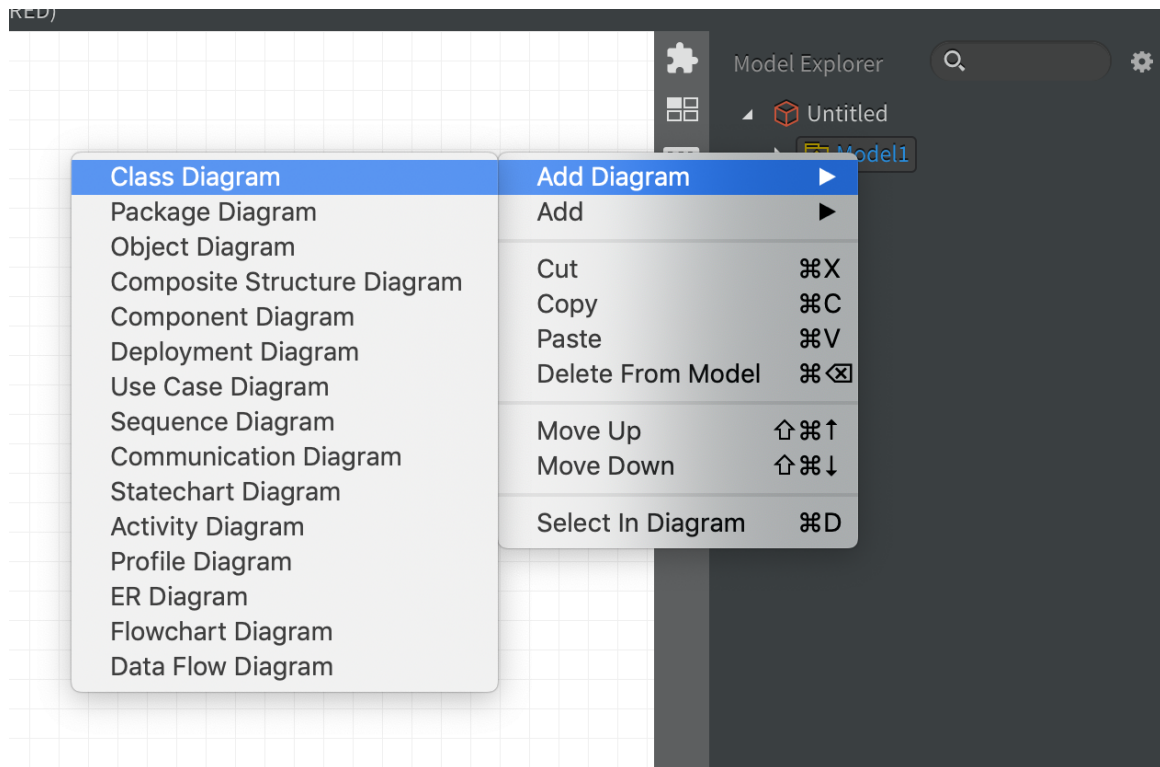 RED)
Model Explorer
Untitled
Model1
Class Diagram
Package Diagram
Object Diagram
Composite Structure Diagram
Component Diagram
Deployment Diagram
Use Case Diagram
Sequence Diagram
Communication Diagram
Statechart Diagram
Activity Diagram
Profile Diagram
ER Diagram
Flowchart Diagram
Data Flow Diagram
Add Diagram ▶
Add ▶
Cut ⌘X
Copy ⌘C
Paste ⌘V
Delete From Model ⌘⌫
Move Up ⇧⌘↑
Move Down ⇧⌘↓
Select In Diagram ⌘D